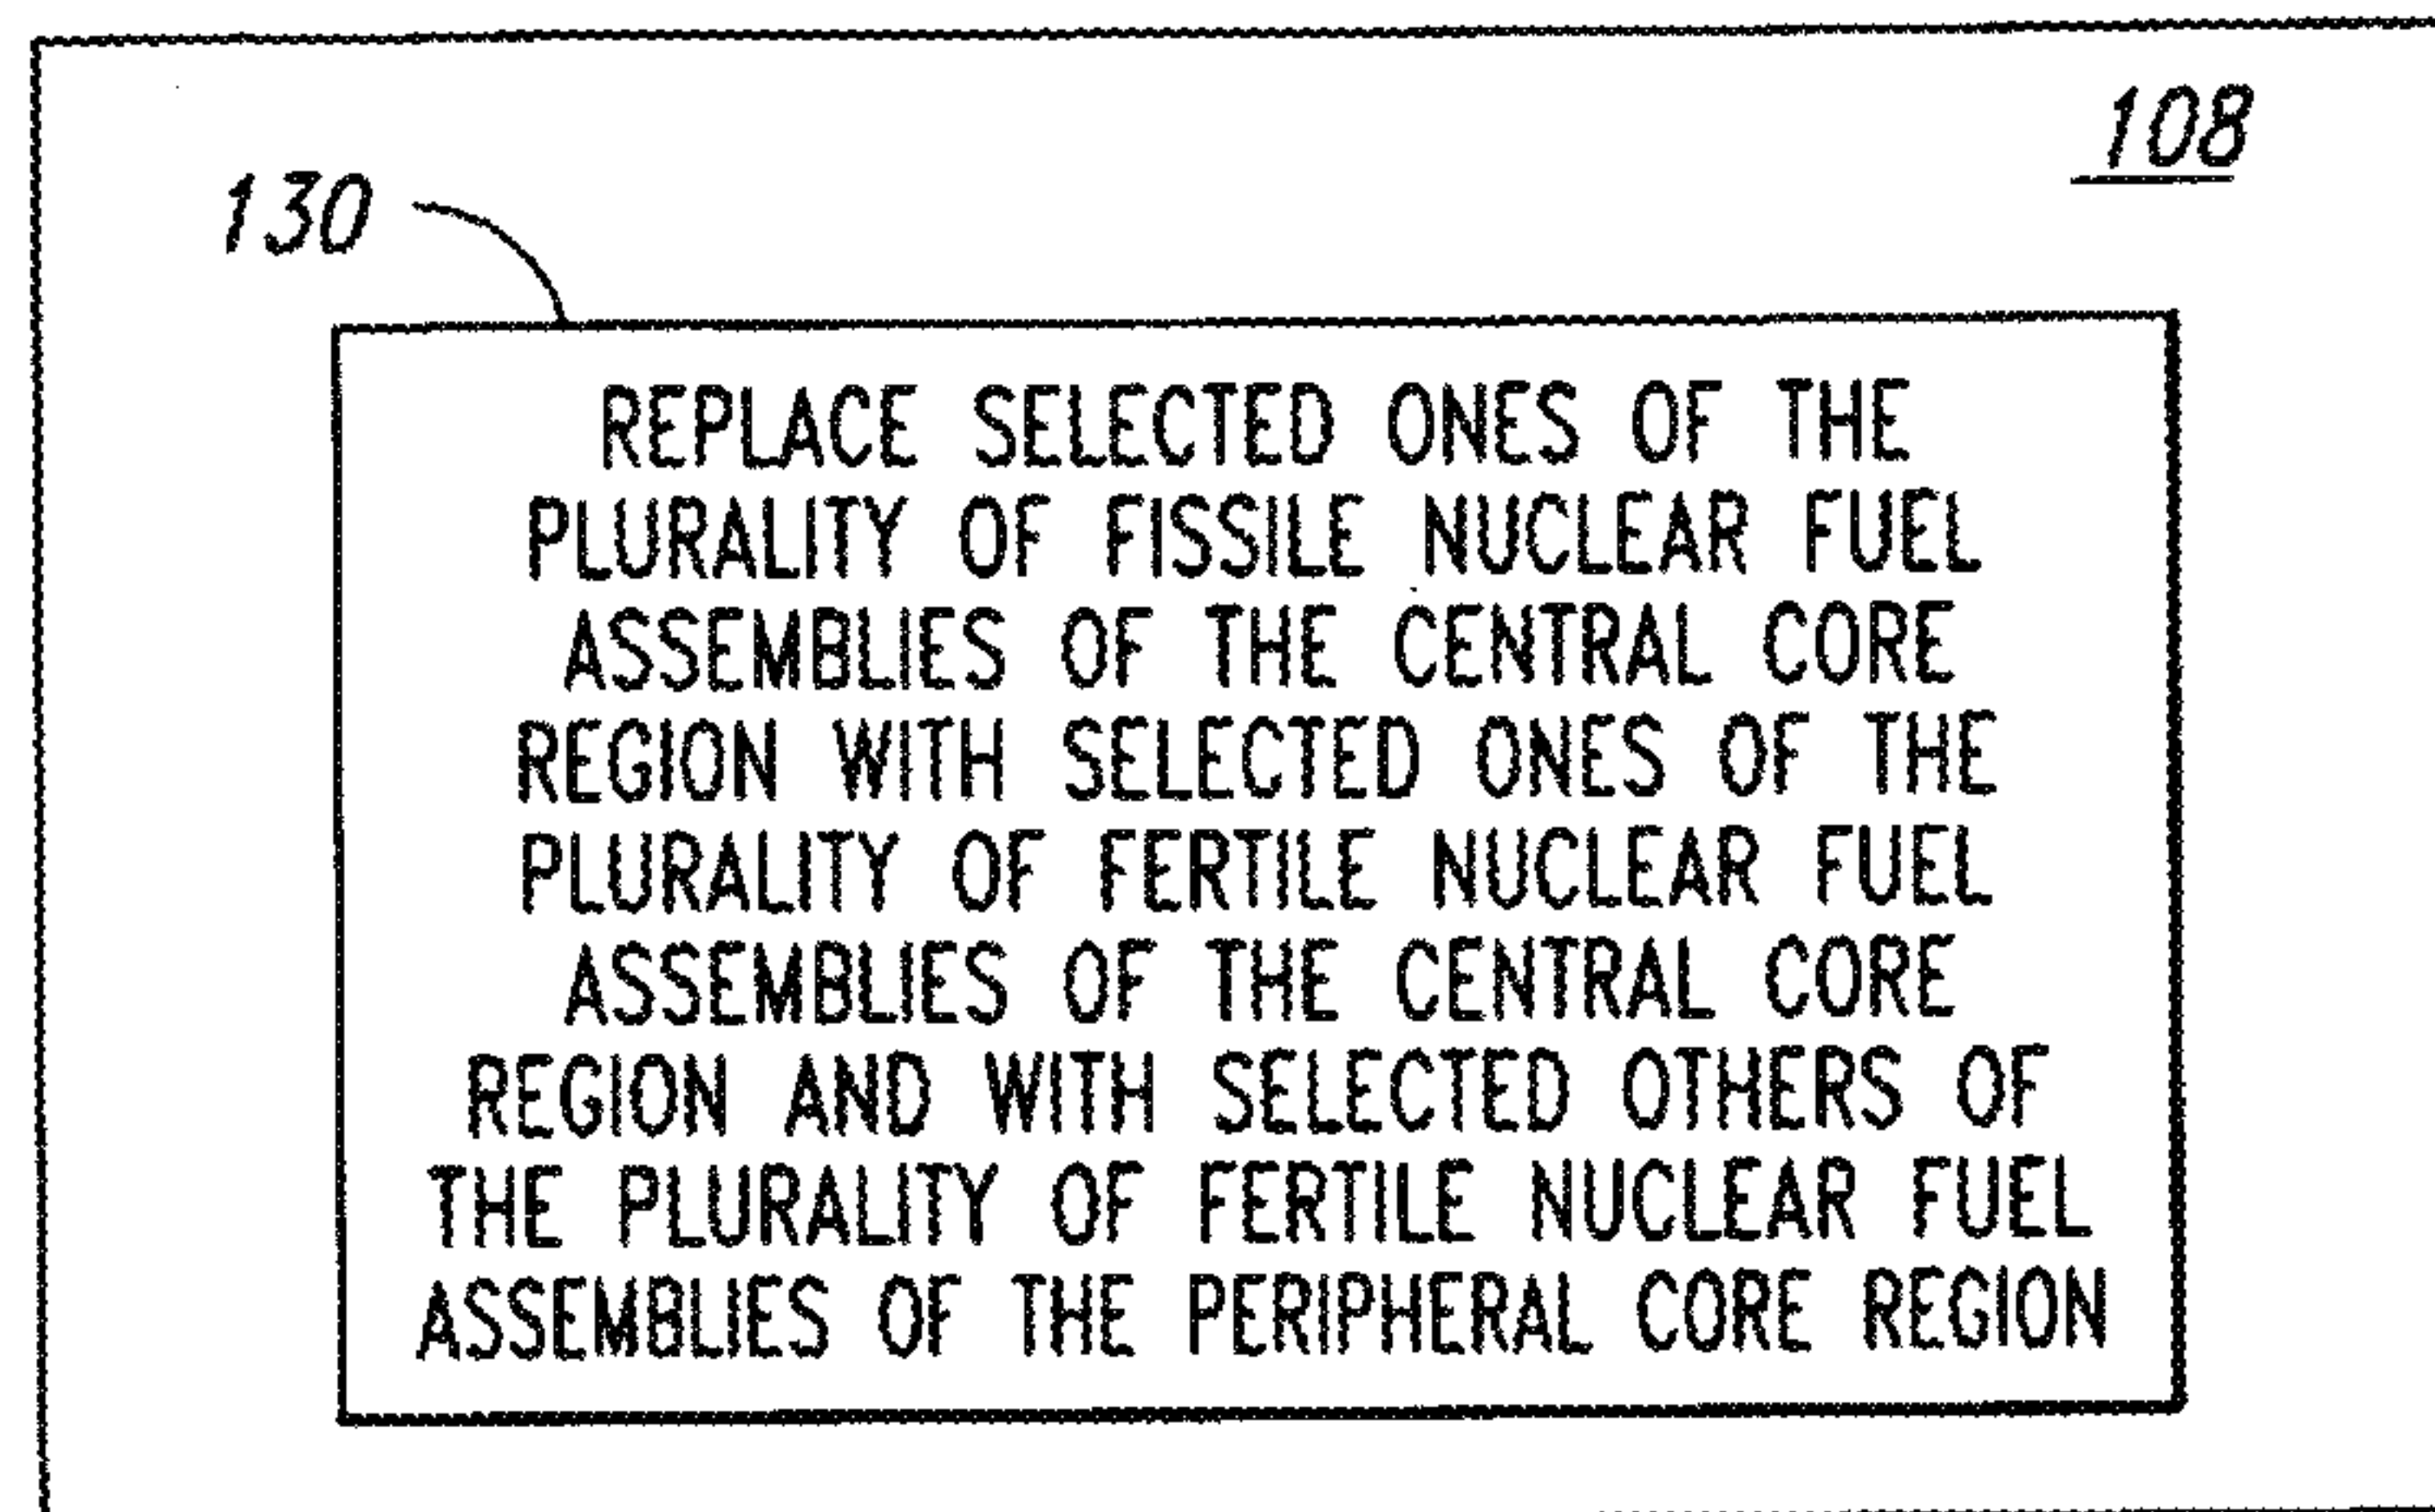 108
130
REPLACE SELECTED ONES OF THE
PLURALITY OF FISSILE NUCLEAR FUEL
ASSEMBLIES OF THE CENTRAL CORE
REGION WITH SELECTED ONES OF THE
PLURALITY OF FERTILE NUCLEAR FUEL
ASSEMBLIES OF THE CENTRAL CORE
REGION AND WITH SELECTED OTHERS OF
THE PLURALITY OF FERTILE NUCLEAR FUEL
ASSEMBLIES OF THE PERIPHERAL CORE REGION